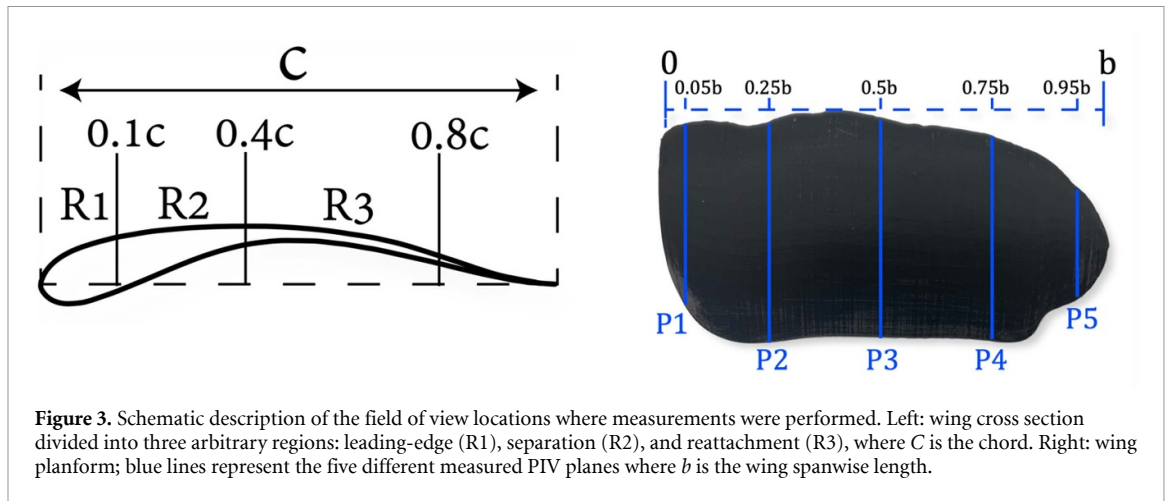 C
0.1c 0.4c 0.8c
R1 R2 R3
0 b
0.05b 0.25b 0.5b 0.75b 0.95b
P1 P2 P3 P4 P5
Figure 3. Schematic description of the field of view locations where measurements were performed. Left: wing cross section
divided into three arbitrary regions: leading-edge (R1), separation (R2), and reattachment (R3), where C is the chord. Right: wing
planform; blue lines represent the five different measured PIV planes where b is the wing spanwise length.